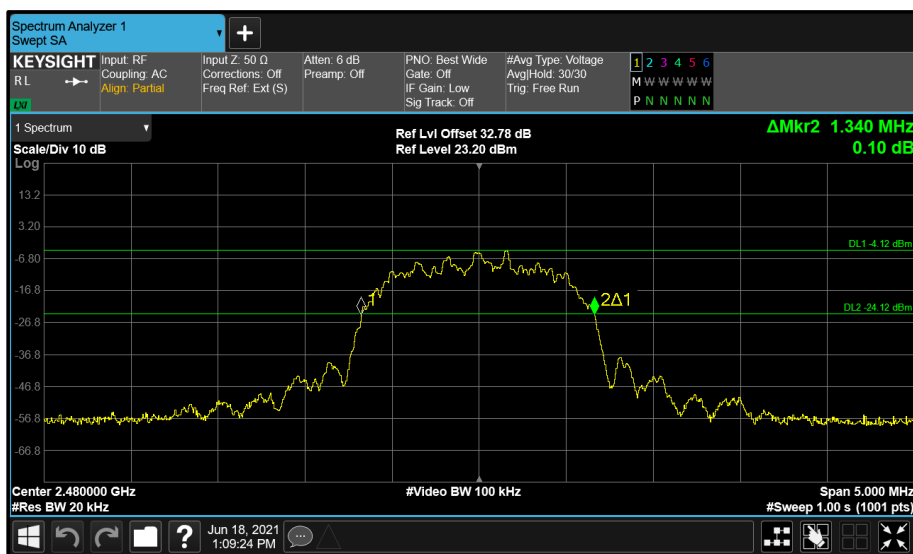 Spectrum Analyzer 1
Swept SA
KEYSIGHT
RL
LXI
Input: RF
Coupling: AC
Align: Partial
Input Z: 50 Ω
Corrections: Off
Freq Ref: Ext (S)
Atten: 6 dB
Preamp: Off
PNO: Best Wide
Gate: Off
IF Gain: Low
Sig Track: Off
#Avg Type: Voltage
Avg|Hold: 30/30
Trig: Free Run
1 2 3 4 5 6
M W W W W W
P N N N N N
1 Spectrum
Scale/Div 10 dB
Log
Ref Lvl Offset 32.78 dB
Ref Level 23.20 dBm
ΔMkr2 1.340 MHz
0.10 dB
13.2
3.20
-6.80
-16.8
-26.8
-36.8
-46.8
-56.8
-66.8
DL1 -4.12 dBm
1
2Δ1
DL2 -24.12 dBm
Center 2.480000 GHz
#Video BW 100 kHz
Span 5.000 MHz
#Res BW 20 kHz
#Sweep 1.00 s (1001 pts)
?
Jun 18, 2021
1:09:24 PM